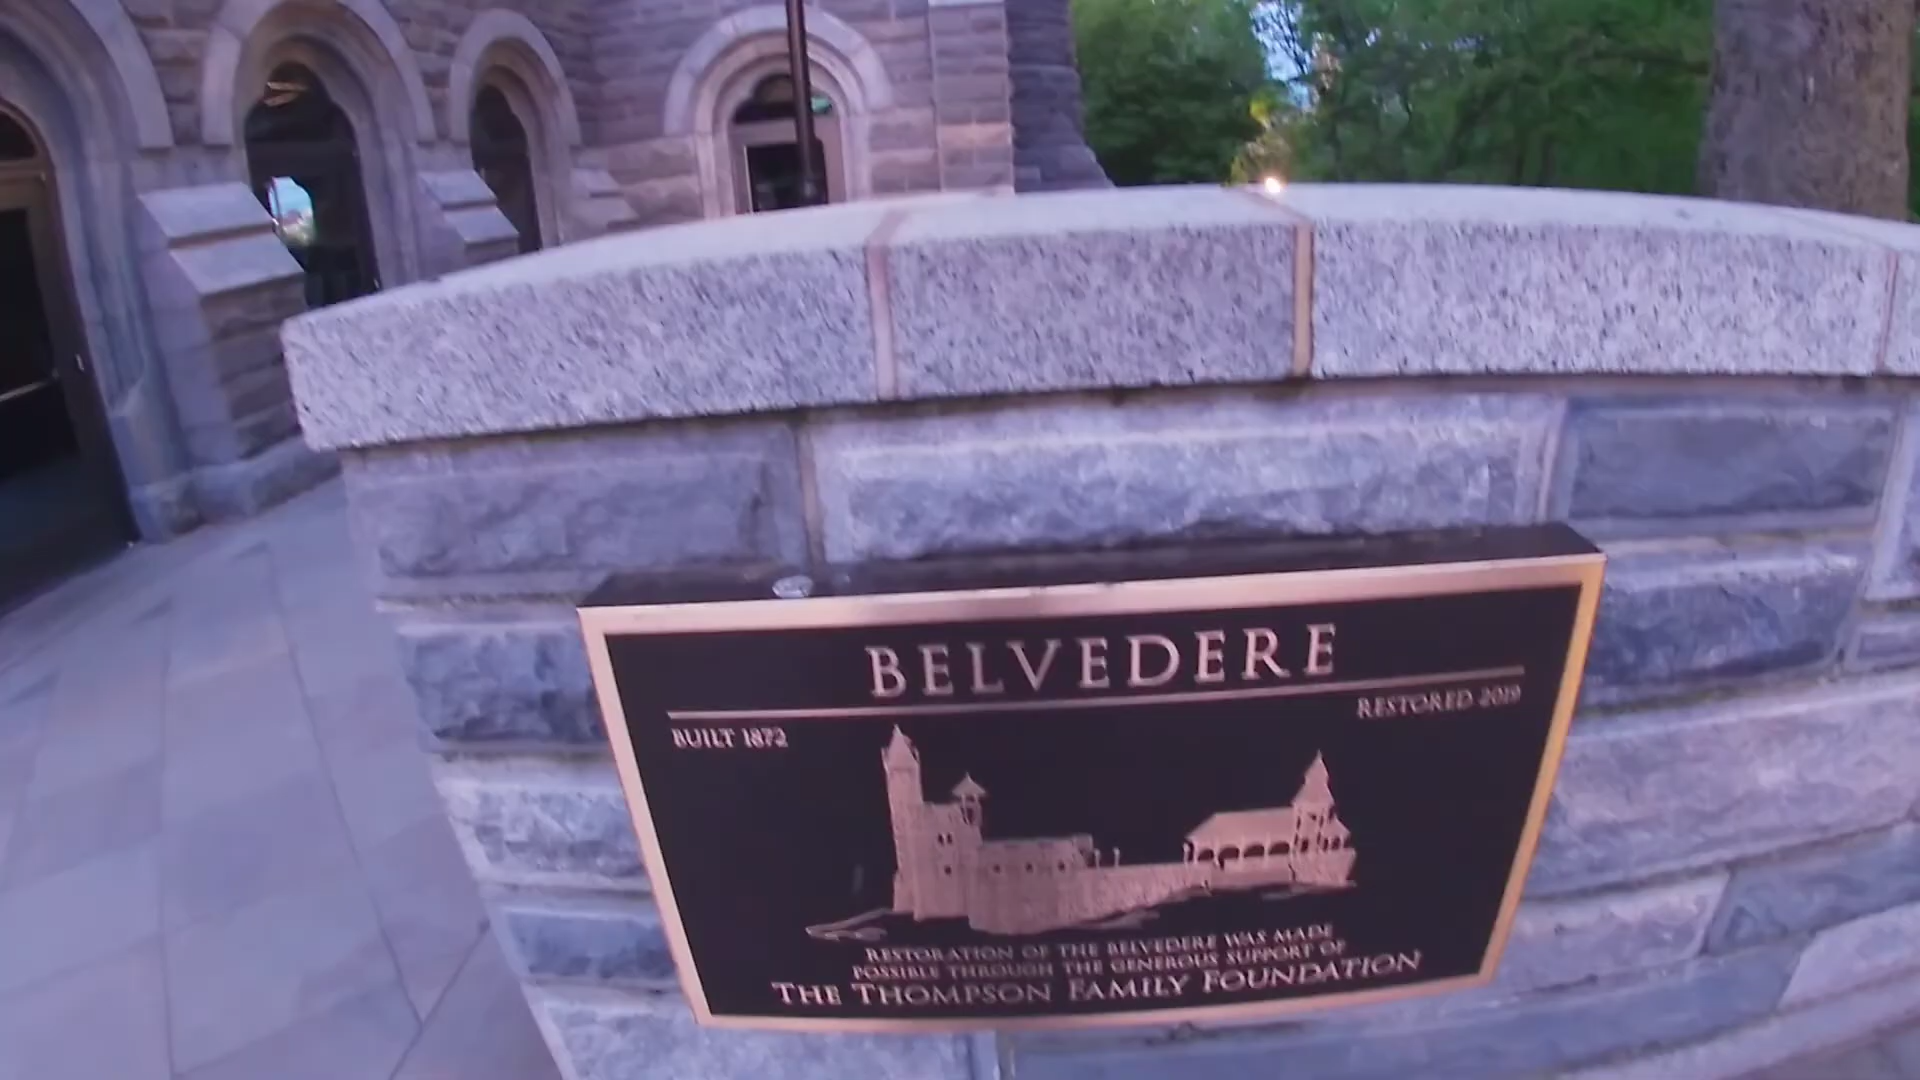 BELVEDERE
BUILT 1872
RESTORED 2019
RESTORATION OF THE BELVEDERE WAS MADE
POSSIBLE THROUGH THE GENEROUS SUPPORT OF
THE THOMPSON FAMILY FOUNDATION